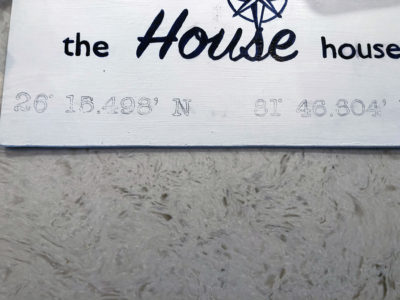 the House house
26° 15.498' N 81° 46.804'